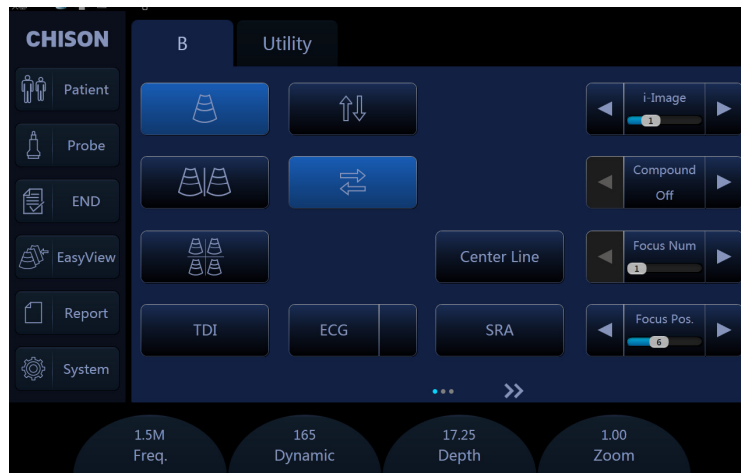 CHISON
B
Utility
Patient
Probe
END
EasyView
Report
System
i-Image
1
Compound
Off
Center Line
Focus Num
1
TDI
ECG
SRA
Focus Pos.
6
1.5M
Freq.
165
Dynamic
17.25
Depth
1.00
Zoom